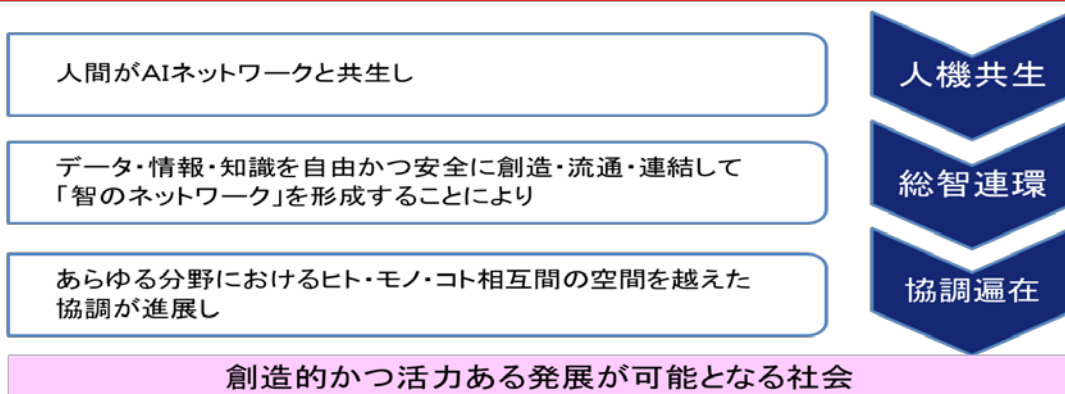 人間がAIネットワークと共生し
人機共生
データ・情報・知識を自由かつ安全に創造・流通・連結して
「智のネットワーク」を形成することにより
総智連環
あらゆる分野におけるヒト・モノ・コト相互間の空間を越えた
協調が進展し
協調遍在
創造的かつ活力ある発展が可能となる社会